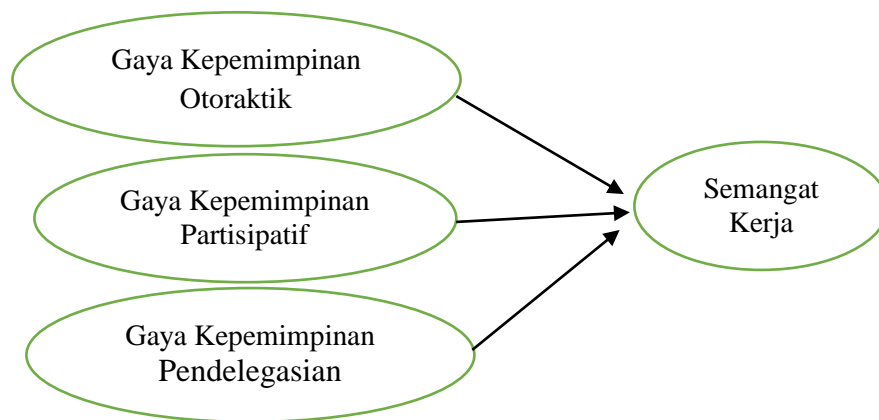 Gaya Kepemimpinan
Otoraktik
Gaya Kepemimpinan
Partisipatif
Gaya Kepemimpinan
Pendelegasian
Semangat
Kerja